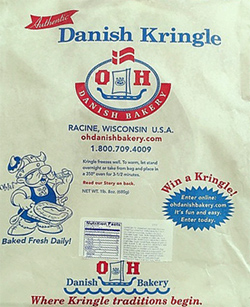 Authentic
Danish Kringle
O H
DANISH BAKERY
RACINE, WISCONSIN U.S.A.
ohdanishbakery.com
1.800.709.4009
Kringle freezes well. To warm, let stand
overnight or take from bag and place in
a 350° oven for 3-1/2 minutes.
Read our Story on Back.
NET WT. 1lb. 8oz. (680g)
Win a Kringle!
Enter online:
ohdanishbakery.com
It's fun and easy.
Enter today.
Baked Fresh Daily!
Nutrition Facts
O H
Danish Bakery
Where Kringle traditions begin.